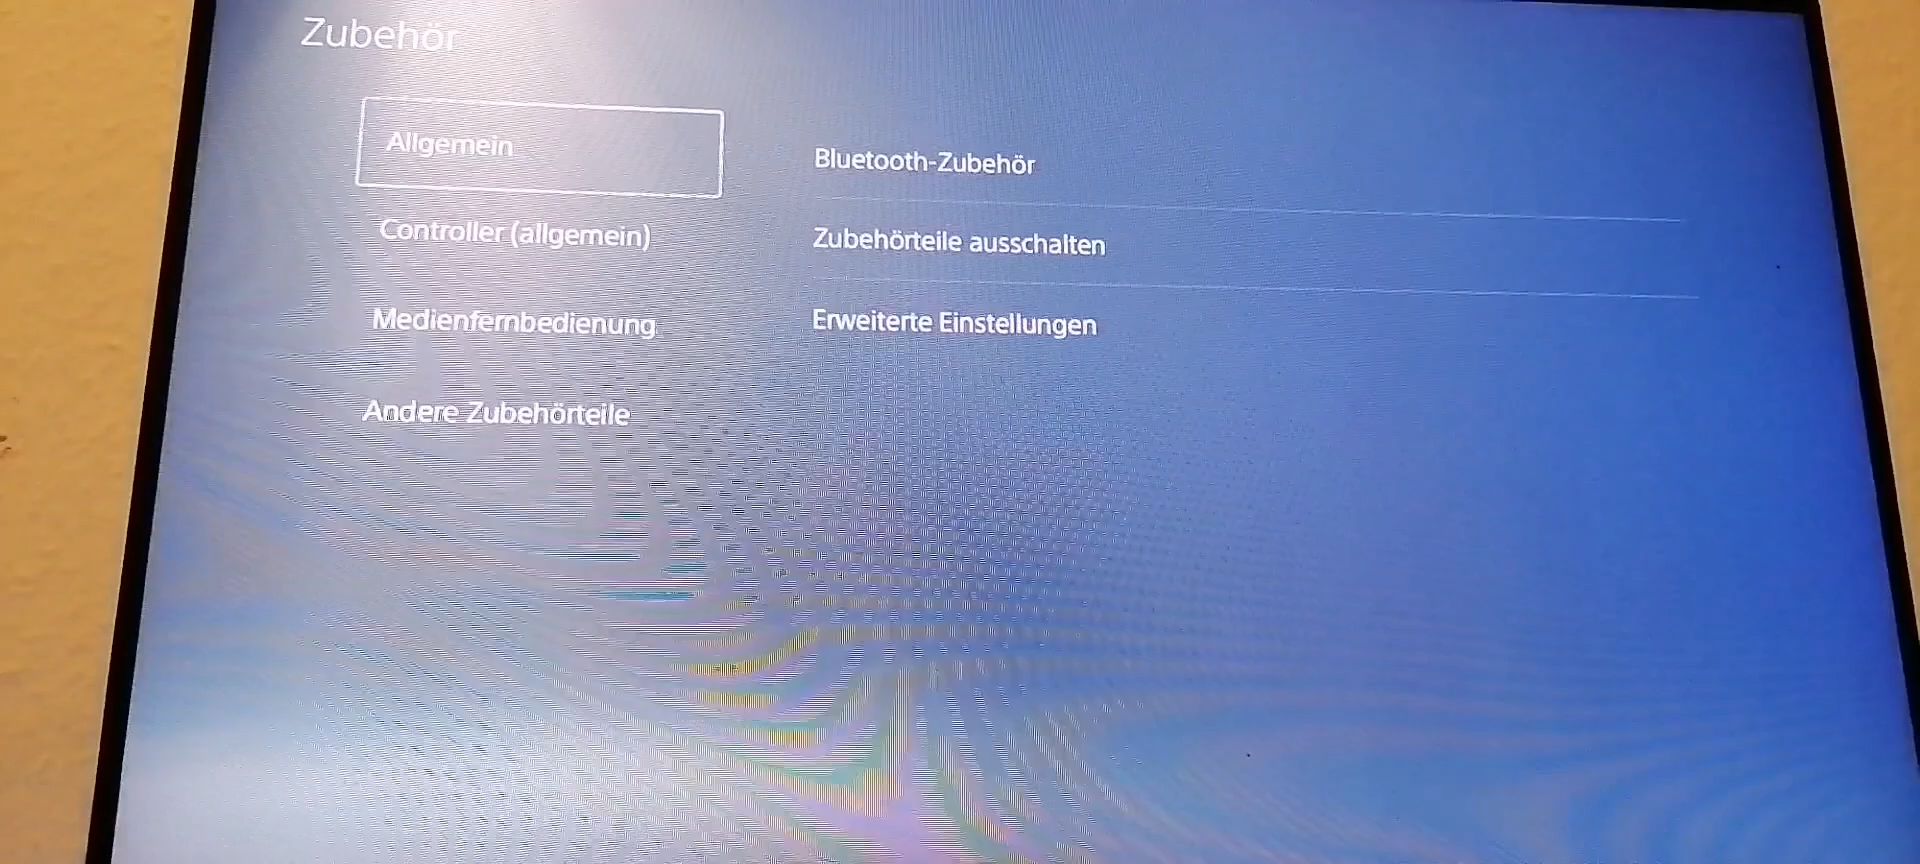 Zubehör
Allgemein
Controller (allgemein)
Medienfernbedienung
Andere Zubehörteile
Bluetooth-Zubehör
Zubehörteile ausschalten
Erweiterte Einstellungen